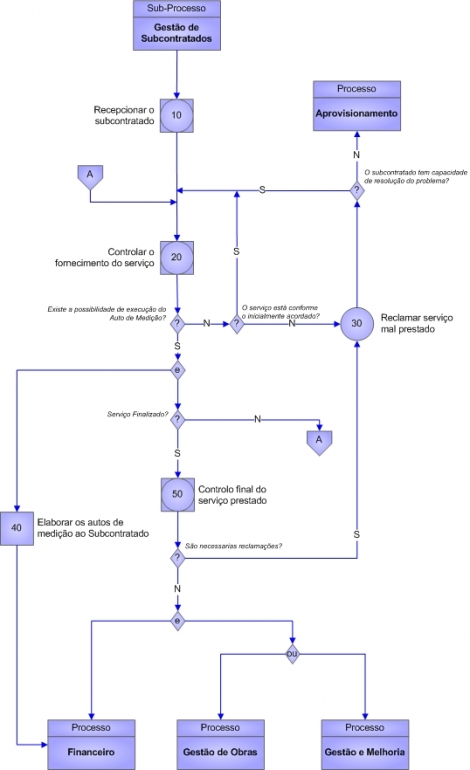 Sub-Processo
Gestão de
Subcontratados
Recepcionar o
subcontratado
10
Processo
Aprovisionamento
A
N
O subcontratado tem capacidade
de resolução do problema?
S
?
Controlar o
fornecimento do serviço
20
S
Existe a possibilidade de execução do
Auto de Medição?
?
N
?
O serviço está conforme
o inicialmente acordado?
N
30
Reclamar serviço
mal prestado
S
e
Serviço Finalizado?
?
N
A
S
50
Controlo final do
serviço prestado
40
Elaborar os autos de
medição ao Subcontratado
S
São necessarias reclamações?
?
N
e
ou
Processo
Financeiro
Processo
Gestão de Obras
Processo
Gestão e Melhoria